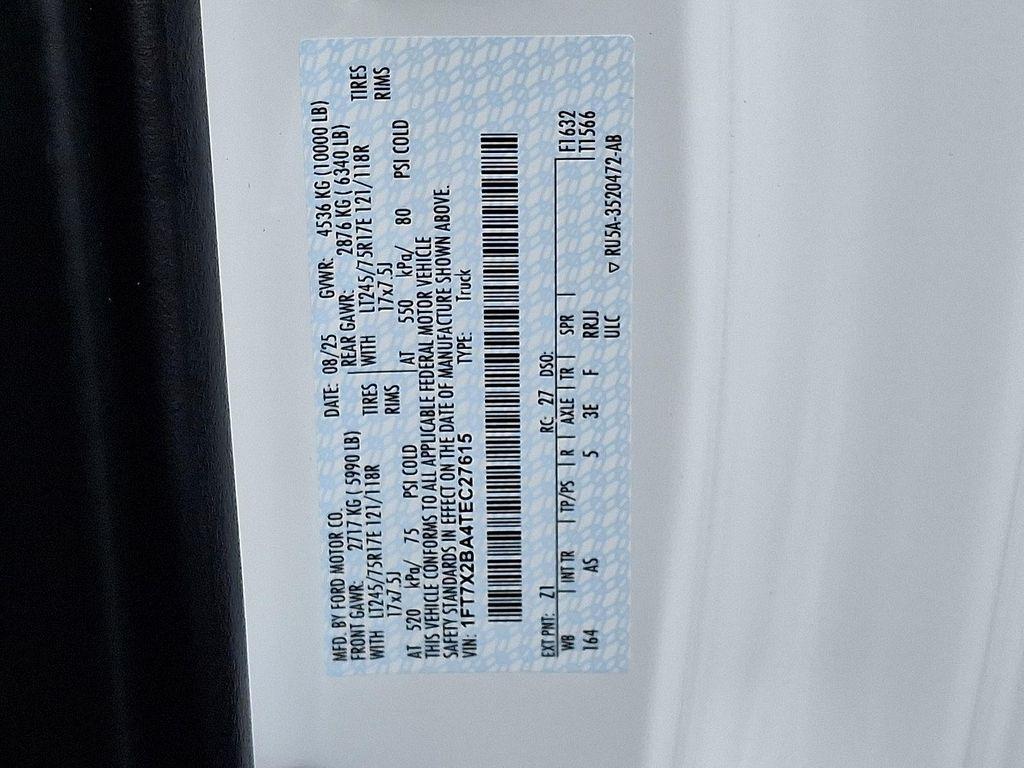 MFD. BY FORD MOTOR CO. DATE: 08/25 GVWR: 4536 KG (10000 LB)
FRONT GAWR: 2717 KG ( 5990 LB) REAR GAWR: 2876 KG ( 6340 LB)
WITH LT245/75R17E 121/118R TIRES WITH LT245/75R17E 121/118R TIRES
17x7.5J RIMS 17x7.5J RIMS
AT 520 kPa/ 75 PSI COLD AT 550 kPa/ 80 PSI COLD
THIS VEHICLE CONFORMS TO ALL APPLICABLE FEDERAL MOTOR VEHICLE
SAFETY STANDARDS IN EFFECT ON THE DATE OF MANUFACTURE SHOWN ABOVE.
VIN: 1FT7X2BA4TEC27615 TYPE: Truck
EXT PNT: Z1 RC: 27 DSO:
WB INT TR TP/PS R AXLE TR SPR F1632
164 AS 5 3E F RRUJ T1566
ULC ▽ RU5A-3520472-AB